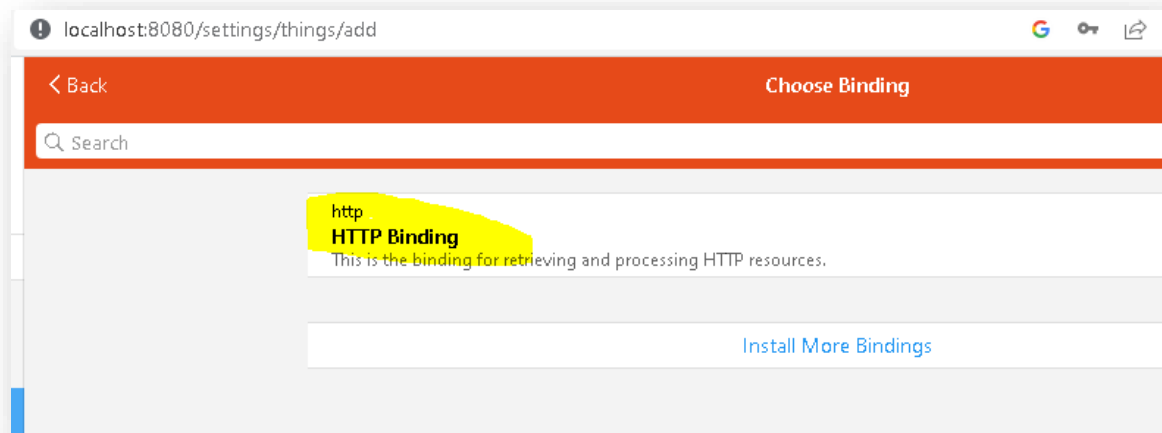 localhost:8080/settings/things/add
Back
Choose Binding
Search
http
HTTP Binding
This is the binding for retrieving and processing HTTP resources.
Install More Bindings